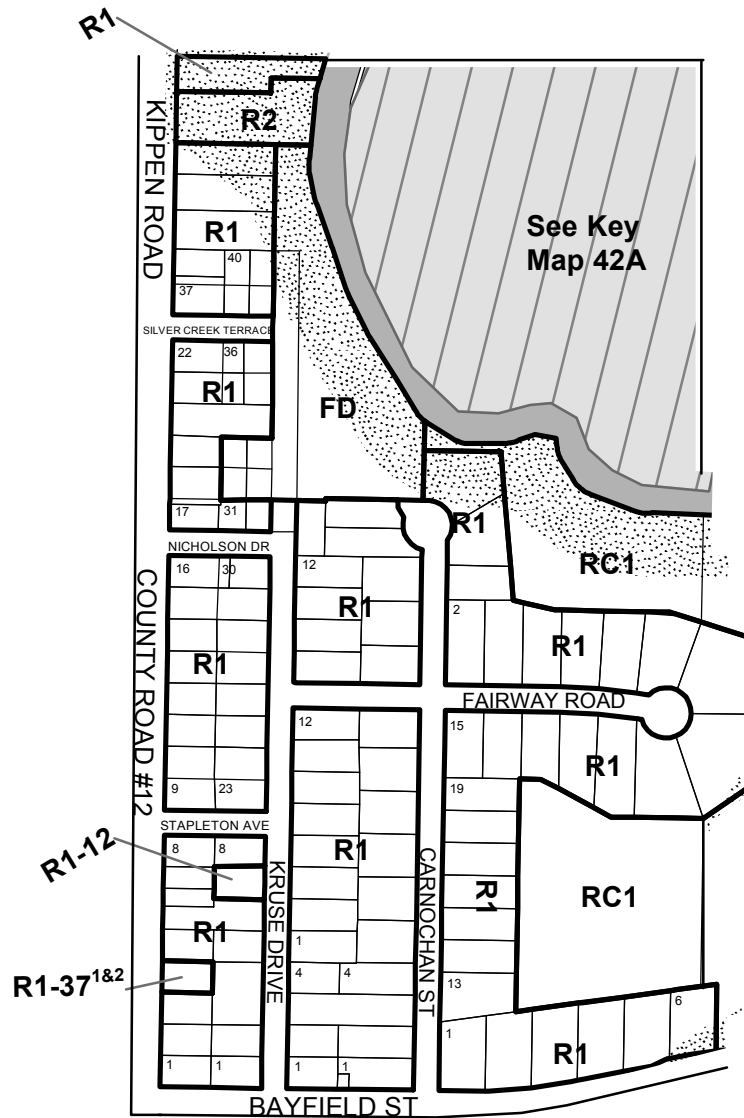 R1
R2
KIPPEN ROAD
See Key
Map 42A
R1
40
37
SILVER CREEK TERRACE
22
36
R1
FD
17
31
R1
NICHOLSON DR
RC1
16
30
12
COUNTY ROAD #12
R1
2
R1
R1
FAIRWAY ROAD
12
15
R1
9
23
19
STAPLETON AVE
8
8
R1-12
R1
KRUSE DRIVE
CARNOCHAN ST
R1
RC1
R1
1
R1-37¹&²
4
4
13
6
1
R1
1
1
1
1
BAYFIELD ST